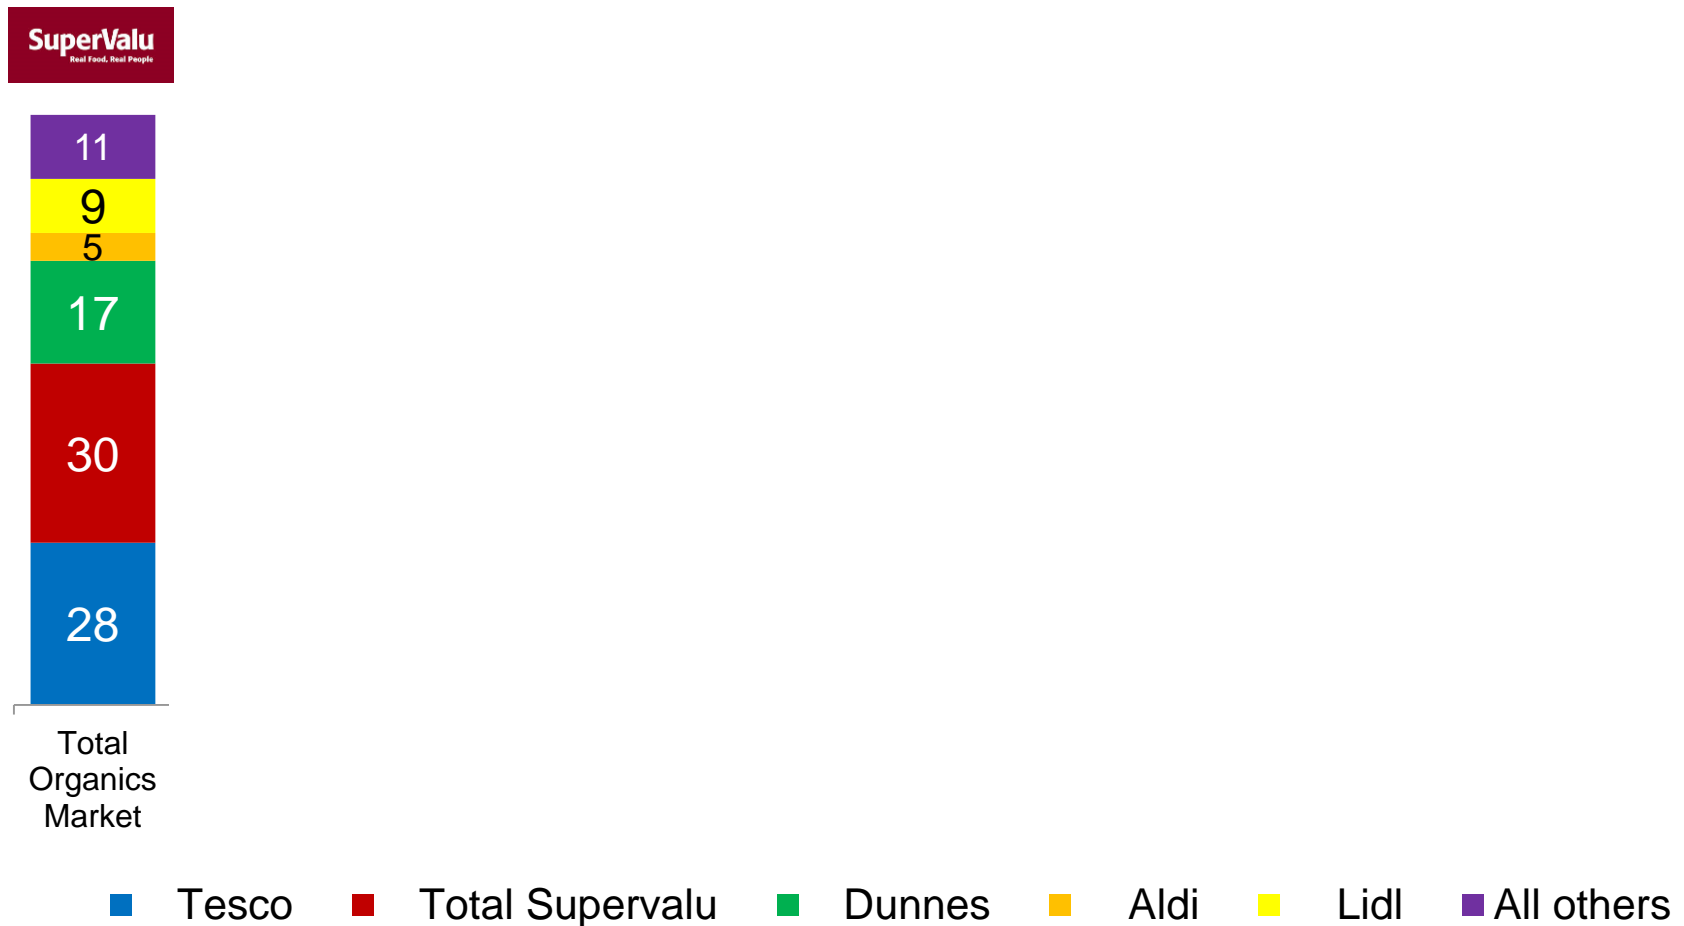 SuperValu
Real Food, Real People
11
9
5
17
30
28
Total
Organics
Market
Tesco Total Supervalu Dunnes Aldi Lidl All others